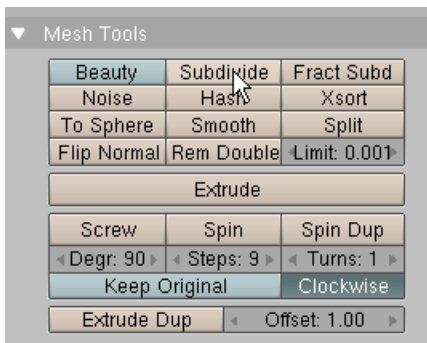 Mesh Tools
Beauty Subdivide Fract Subd
Noise Hash Xsort
To Sphere Smooth Split
Flip Normal Rem Double Limit: 0.001
Extrude
Screw Spin Spin Dup
Degr: 90 Steps: 9 Turns: 1
Keep Original Clockwise
Extrude Dup Offset: 1.00